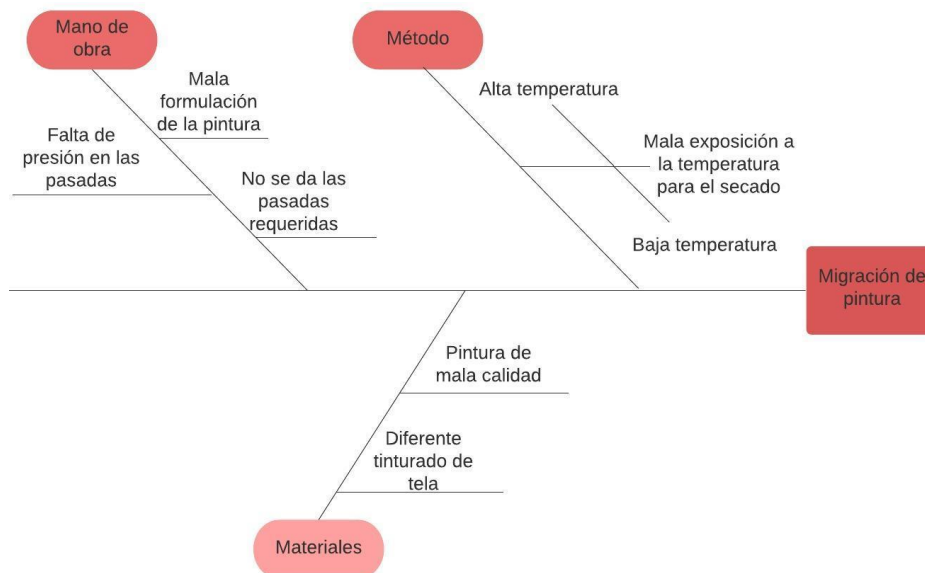 Mano de
obra
Método
Mala
formulación
de la pintura
Alta temperatura
Falta de
presión en las
pasadas
Mala exposición a
la temperatura
para el secado
No se da las
pasadas
requeridas
Baja temperatura
Migración de
pintura
Pintura de
mala calidad
Diferente
tinturado de
tela
Materiales